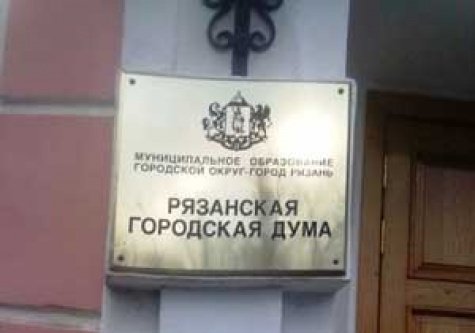 МУНИЦИПАЛЬНОЕ ОБРАЗОВАНИЕ
ГОРОДСКОЙ ОКРУГ-ГОРОД РЯЗАНЬ
РЯЗАНСКАЯ
ГОРОДСКАЯ ДУМА